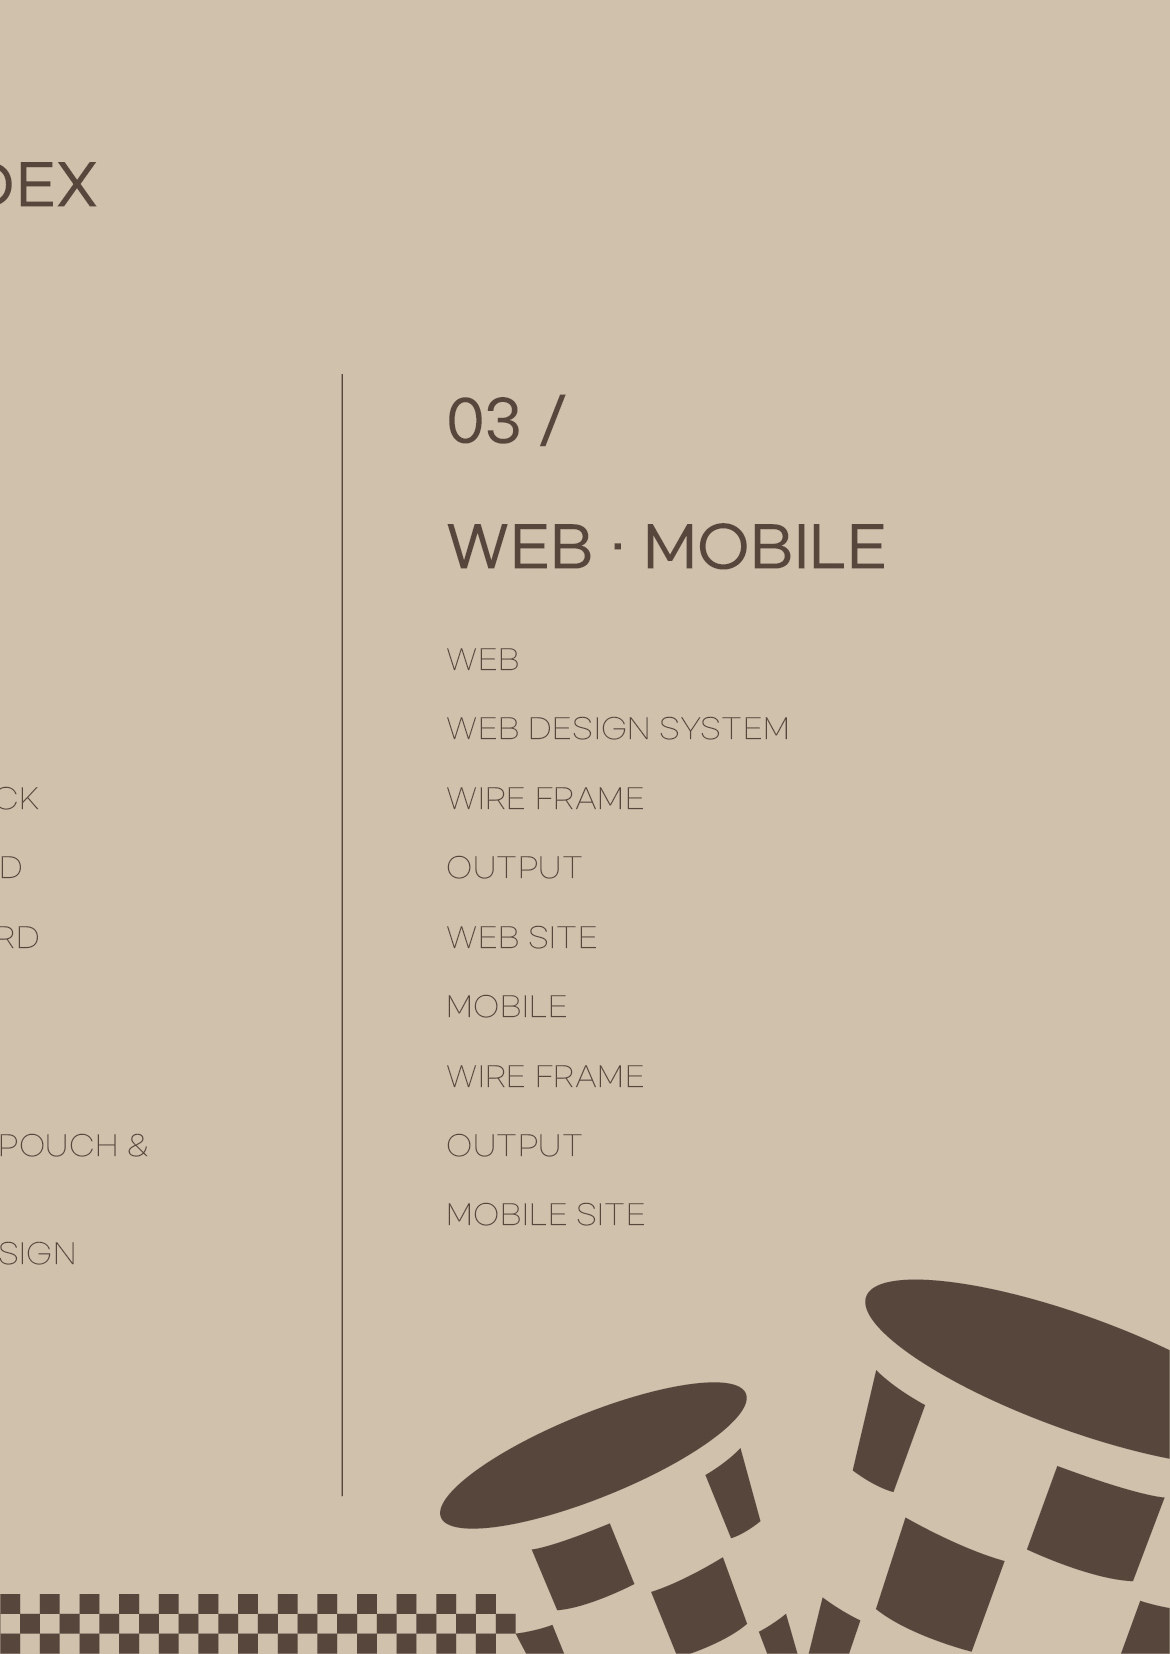 DEX
CK
D
RD
POUCH &
SIGN
03 /
WEB · MOBILE
WEB
WEB DESIGN SYSTEM
WIRE FRAME
OUTPUT
WEB SITE
MOBILE
WIRE FRAME
OUTPUT
MOBILE SITE